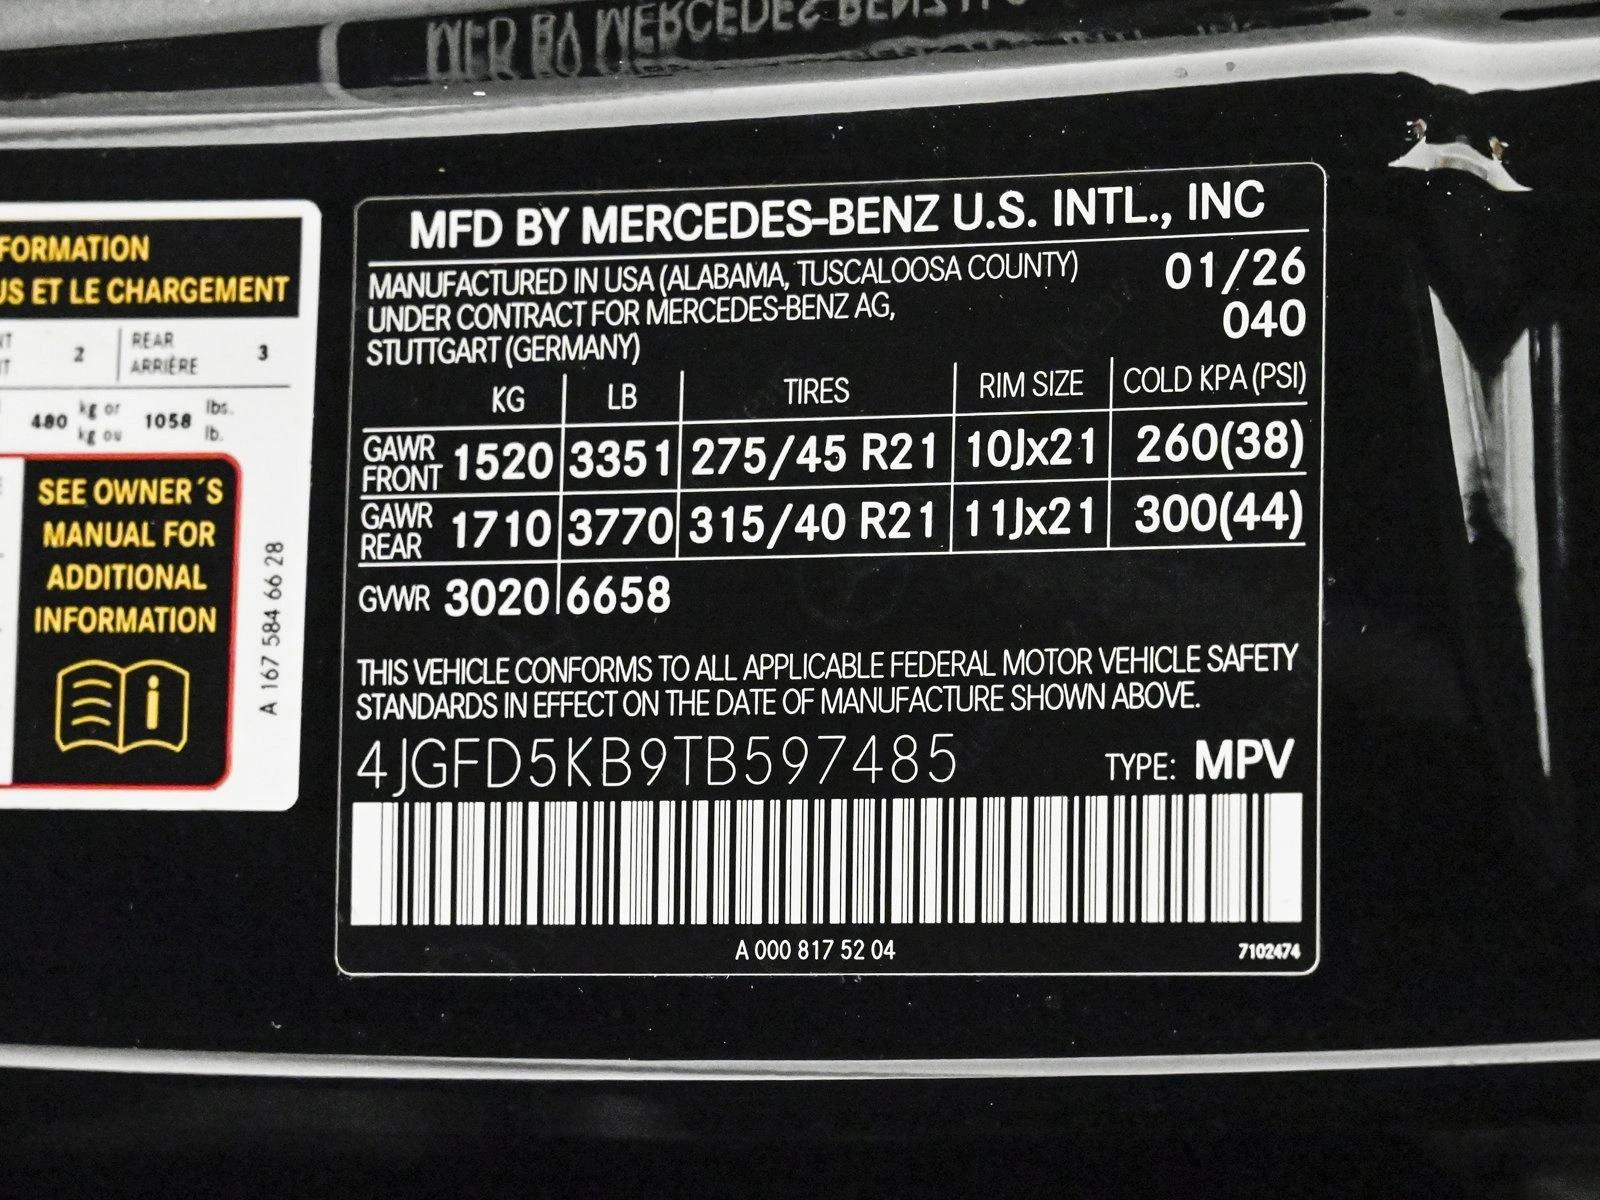 MFD BY MERCEDES-BENZ U.S. INTL., INC
MANUFACTURED IN USA (ALABAMA, TUSCALOOSA COUNTY) 01/26
UNDER CONTRACT FOR MERCEDES-BENZ AG, 040
STUTTGART (GERMANY)
KG LB TIRES RIM SIZE COLD KPA (PSI)
GAWR FRONT 1520 3351 275/45 R21 10Jx21 260(38)
GAWR REAR 1710 3770 315/40 R21 11Jx21 300(44)
GVWR 3020 6658
THIS VEHICLE CONFORMS TO ALL APPLICABLE FEDERAL MOTOR VEHICLE SAFETY
STANDARDS IN EFFECT ON THE DATE OF MANUFACTURE SHOWN ABOVE.
4JGFD5KB9TB597485 TYPE: MPV
A 000 817 52 04 7102474
ET LE CHARGEMENT
2 REAR ARRIÈRE 3
480 kg or kg ou 1058 lbs. lb.
SEE OWNER´S
MANUAL FOR
ADDITIONAL
INFORMATION
A 167 584 66 28